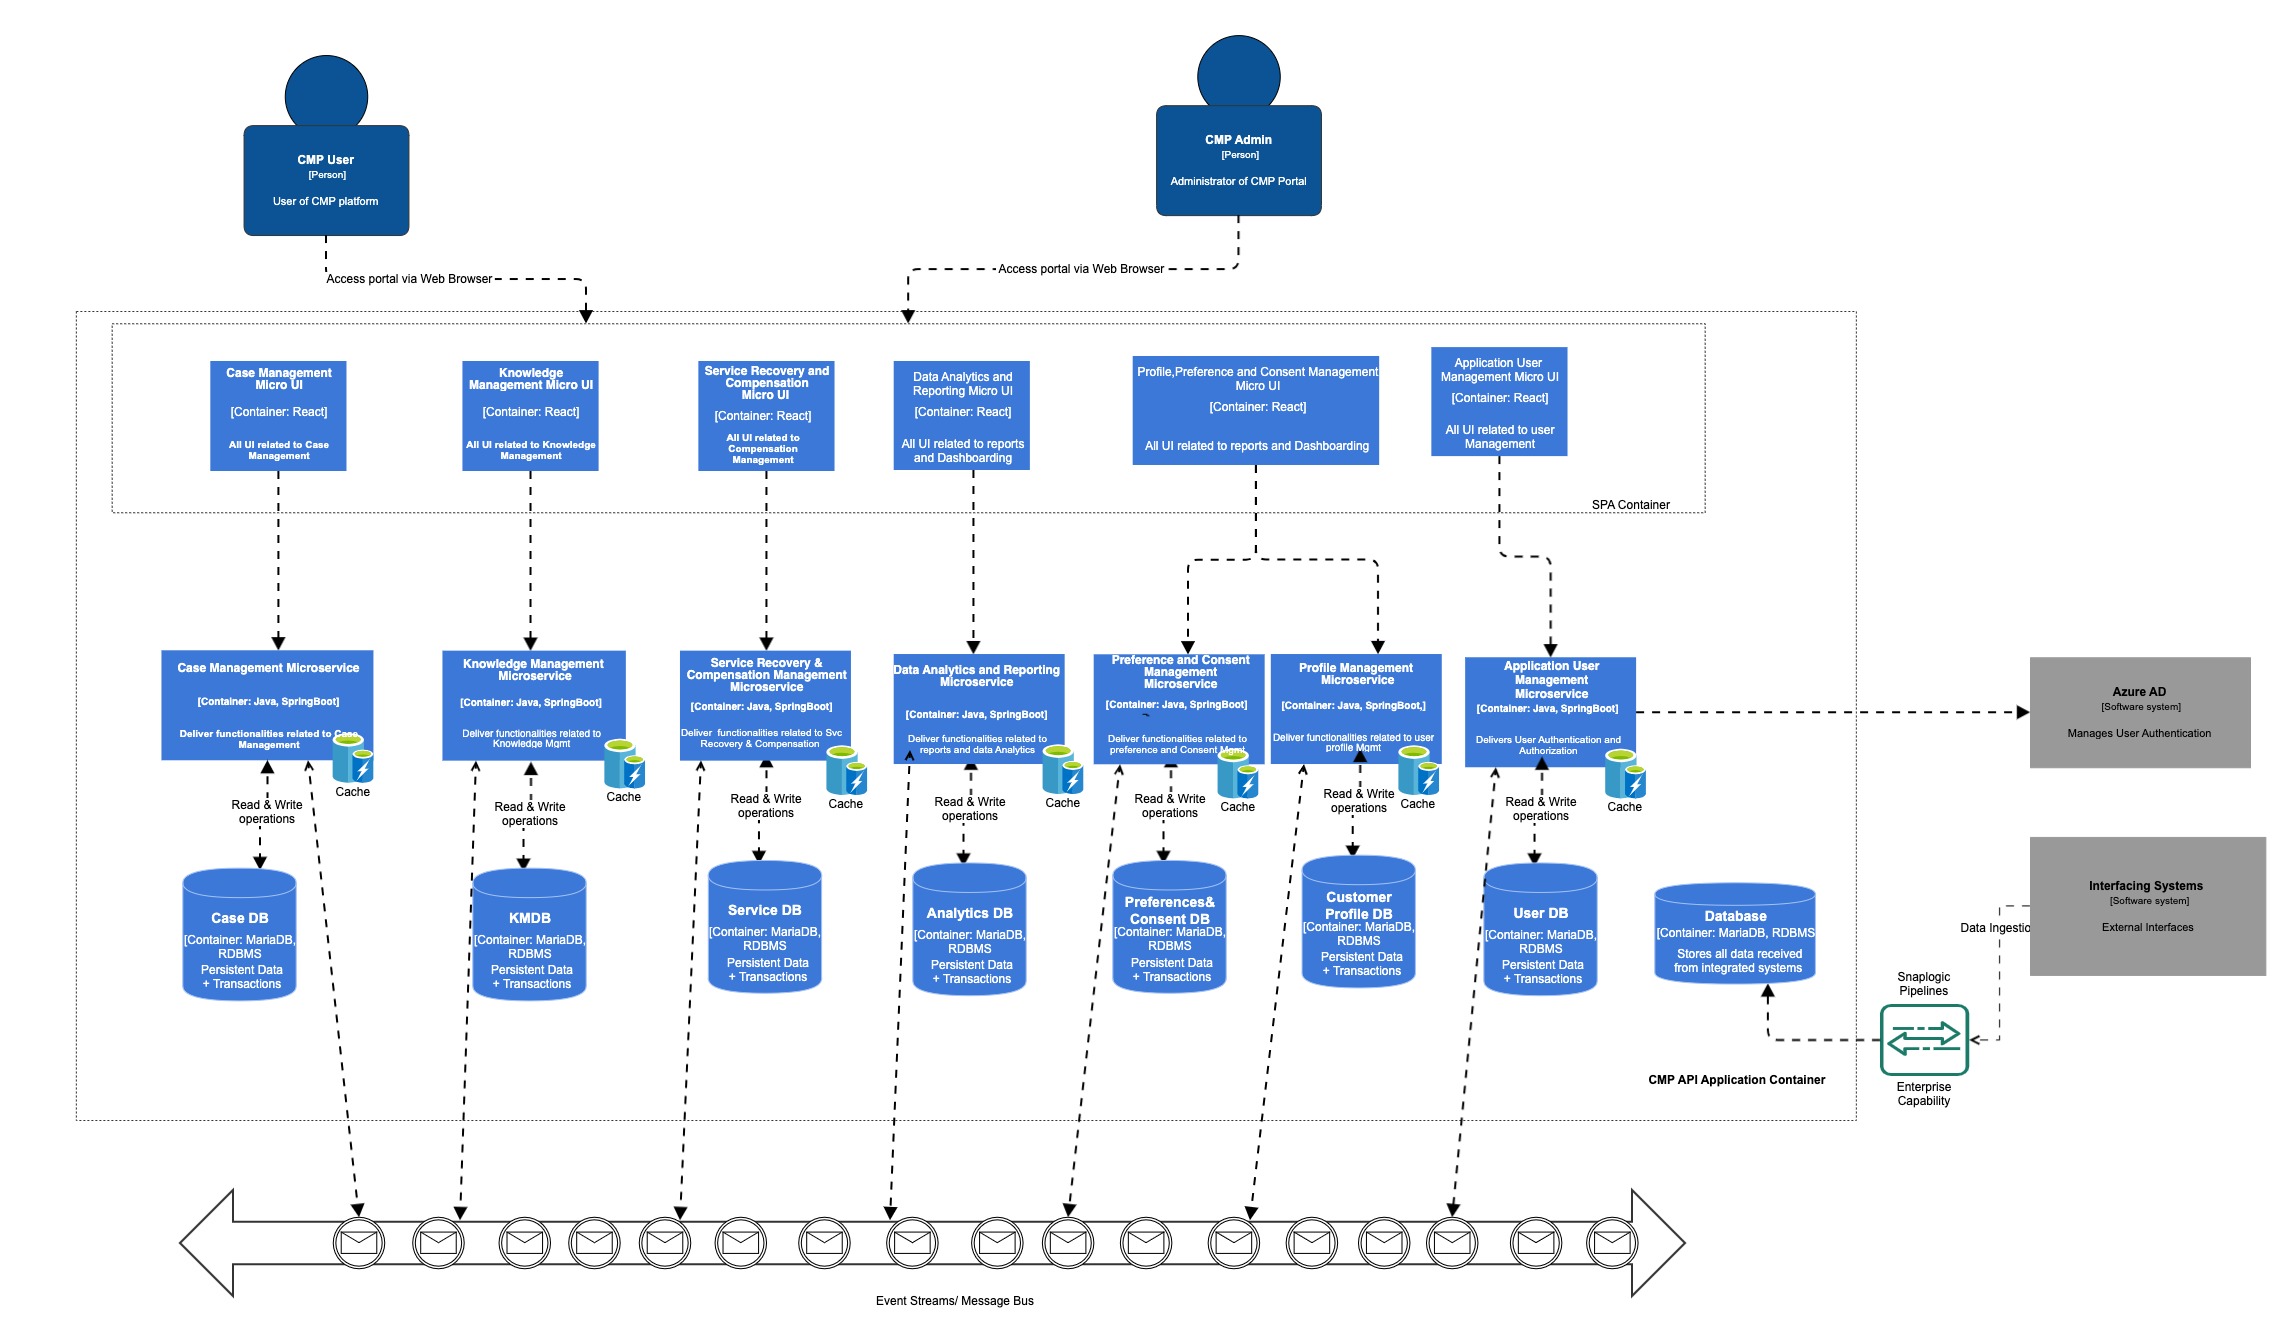 CMP User
[Person]
User of CMP platform
CMP Admin
[Person]
Administrator of CMP Portal
Access portal via Web Browser
Access portal via Web Browser
Case Management
Micro UI
[Container: React]
All UI related to Case
Management
Knowledge
Management Micro UI
[Container: React]
All UI related to Knowledge
Management
Service Recovery and
Compensation
Micro UI
[Container: React]
All UI related to
Compensation
Management
Data Analytics and
Reporting Micro UI
[Container: React]
All UI related to reports
and Dashboarding
Profile,Preference and Consent Management
Micro UI
[Container: React]
All UI related to reports and Dashboarding
Application User
Management Micro UI
[Container: React]
All UI related to user
Management
SPA Container
Case Management Microservice
[Container: Java, SpringBoot]
Deliver functionalities related to Case
Management
Cache
Knowledge Management
Microservice
[Container: Java, SpringBoot]
Deliver functionalities related to
Knowledge Mgmt
Cache
Service Recovery &
Compensation Management
Microservice
[Container: Java, SpringBoot]
Deliver functionalities related to Svc
Recovery & Compensation
Cache
Data Analytics and Reporting
Microservice
[Container: Java, SpringBoot]
Deliver functionalities related to
reports and data Analytics
Cache
Preference and Consent
Management
Microservice
[Container: Java, SpringBoot]
Deliver functionalities related to
preference and Consent Mgmt
Cache
Profile Management
Microservice
[Container: Java, SpringBoot,]
Deliver functionalities related to user
profile Mgmt
Cache
Application User
Management
Microservice
[Container: Java, SpringBoot]
Delivers User Authentication and
Authorization
Cache
Azure AD
[Software system]
Manages User Authentication
Read & Write
operations
Read & Write
operations
Read & Write
operations
Read & Write
operations
Read & Write
operations
Read & Write
operations
Read & Write
operations
Case DB
[Container: MariaDB,
RDBMS
Persistent Data
+ Transactions
KMDB
[Container: MariaDB,
RDBMS
Persistent Data
+ Transactions
Service DB
[Container: MariaDB,
RDBMS
Persistent Data
+ Transactions
Analytics DB
[Container: MariaDB,
RDBMS
Persistent Data
+ Transactions
Preferences&
Consent DB
[Container: MariaDB,
RDBMS
Persistent Data
+ Transactions
Customer
Profile DB
[Container: MariaDB,
RDBMS
Persistent Data
+ Transactions
User DB
[Container: MariaDB,
RDBMS
Persistent Data
+ Transactions
Database
[Container: MariaDB, RDBMS
Stores all data received
from integrated systems
Interfacing Systems
[Software system]
External Interfaces
Data Ingestio
Snaplogic
Pipelines
Enterprise
Capability
CMP API Application Container
Event Streams/ Message Bus